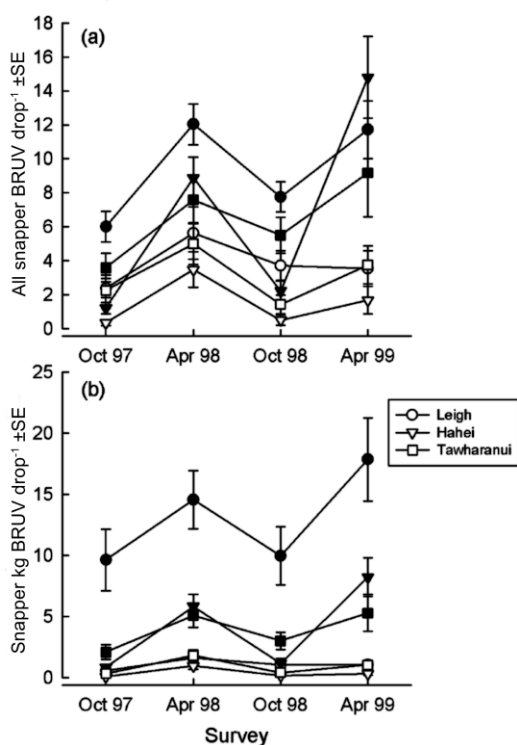 (a)
All snapper BRUV drop⁻¹ ±SE
18
16
14
12
10
8
6
4
2
0
Oct 97 Apr 98 Oct 98 Apr 99
(b)
Snapper kg BRUV drop⁻¹ ±SE
25
20
15
10
5
0
Oct 97 Apr 98 Oct 98 Apr 99
Survey
Leigh
Hahei
Tawharanui